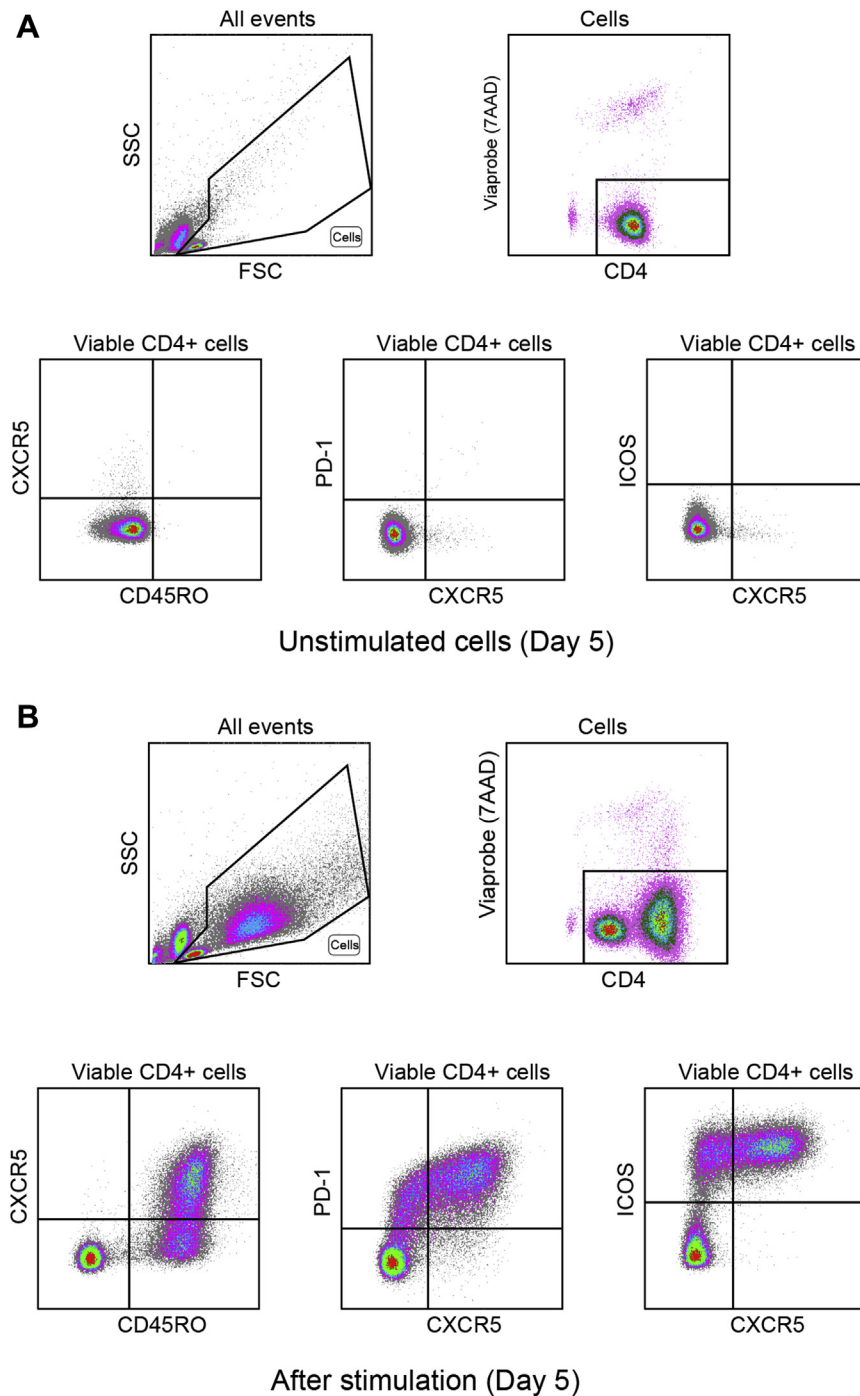 A
All events
SSC
FSC
Cells
Cells
Viaprobe (7AAD)
CD4
Viable CD4+ cells
CXCR5
CD45RO
Viable CD4+ cells
PD-1
CXCR5
Viable CD4+ cells
ICOS
CXCR5
Unstimulated cells (Day 5)
B
All events
SSC
FSC
Cells
Cells
Viaprobe (7AAD)
CD4
Viable CD4+ cells
CXCR5
CD45RO
Viable CD4+ cells
PD-1
CXCR5
Viable CD4+ cells
ICOS
CXCR5
After stimulation (Day 5)